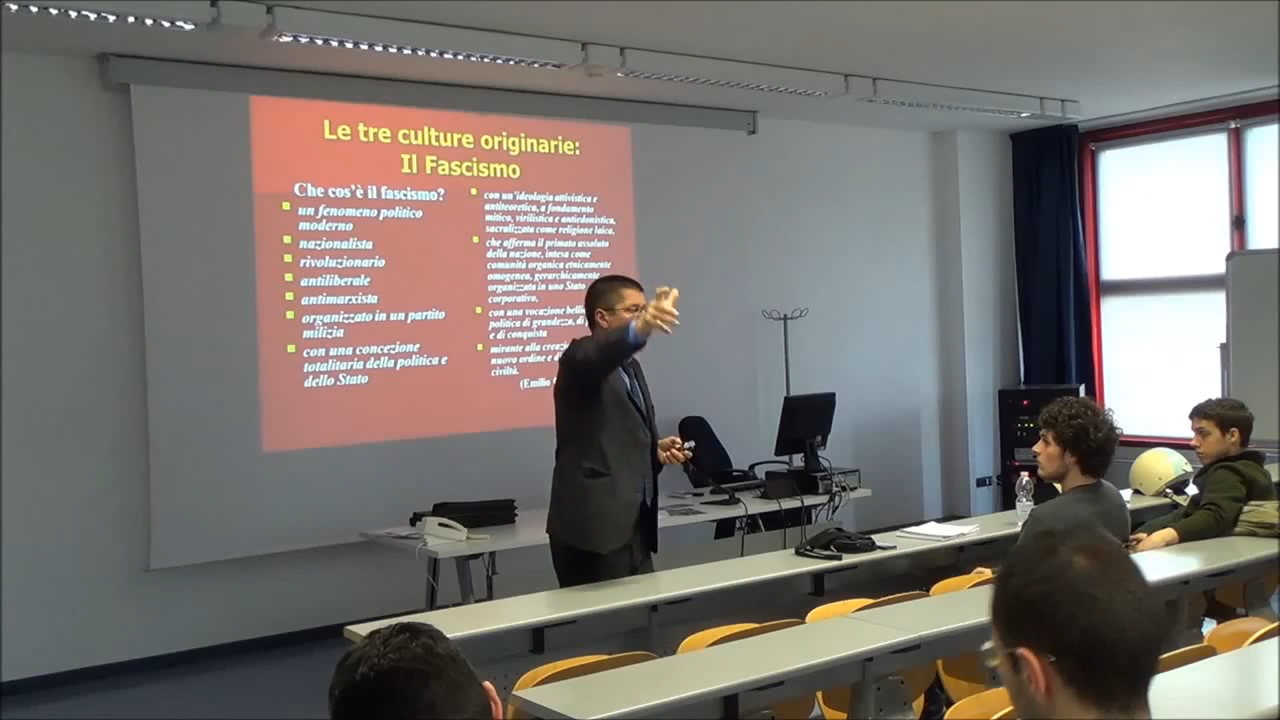 Le tre culture originarie:
Il Fascismo
Che cos'è il fascismo?
un fenomeno politico
moderno
nazionalista
rivoluzionario
antiliberale
antimarxista
organizzato in un partito
milizia
con una concezione
totalitaria della politica e
dello Stato
con un'ideologia attivistica e
antiteoretica, a fondamento
mitico, virilistica e antiedonistica,
sacralizzata come religione laica,
che afferma il primato assoluto
della nazione, intesa come
comunità organica etnicamente
omogenea, gerarchicamente
organizzata in uno Stato
corporativo,
con una vocazione
politica di grandezza, di
e di conquista
mirante alla
nuovo ordine e
civiltà.
(Emilio